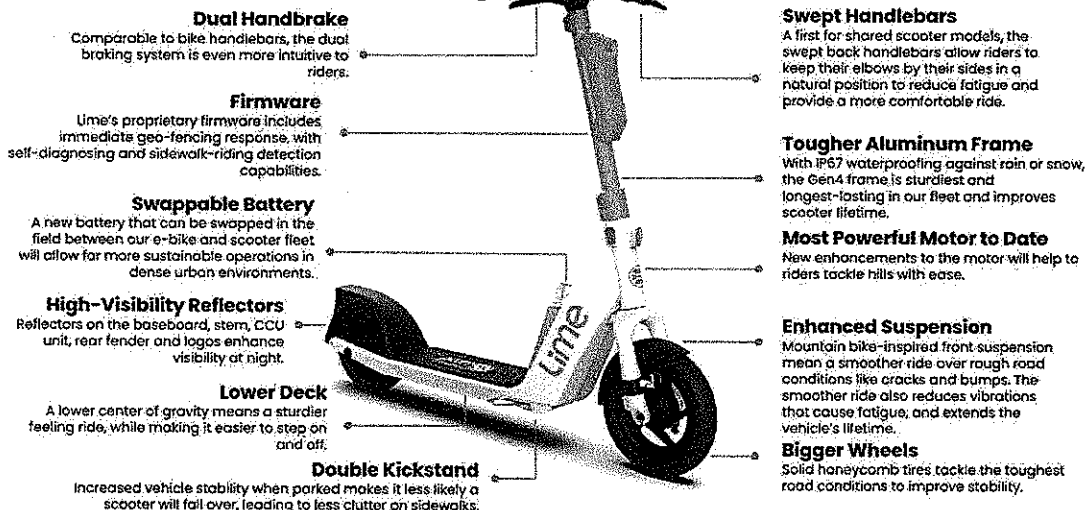 Dual Handbrake
Comparable to bike handlebars, the dual
braking system is even more intuitive to
riders.
Firmware
Lime's proprietary firmware includes
immediate geo-fencing response, with
self-diagnosing and sidewalk-riding detection
capabilities.
Swappable Battery
A new battery that can be swapped in the
field between our e-bike and scooter fleet
will allow far more sustainable operations in
dense urban environments.
High-Visibility Reflectors
Reflectors on the baseboard, stem, CCU
unit, rear fender and logos enhance
visibility at night.
Lower Deck
A lower center of gravity means a sturdier
feeling ride, while making it easier to step on
and off.
Double Kickstand
Increased vehicle stability when parked makes it less likely a
scooter will fall over, leading to less clutter on sidewalks.
Lime
Swept Handlebars
A first for shared scooter models, the
swept back handlebars allow riders to
keep their elbows by their sides in a
natural position to reduce fatigue and
provide a more comfortable ride.
Tougher Aluminum Frame
With IP67 waterproofing against rain or snow,
the Gen4 frame is sturdiest and
longest-lasting in our fleet and improves
scooter lifetime.
Most Powerful Motor to Date
New enhancements to the motor will help to
riders tackle hills with ease.
Enhanced Suspension
Mountain bike-inspired front suspension
mean a smoother ride over rough road
conditions like cracks and bumps. The
smoother ride also reduces vibrations
that cause fatigue, and extends the
vehicle's lifetime.
Bigger Wheels
Solid honeycomb tires tackle the toughest
road conditions to improve stability.